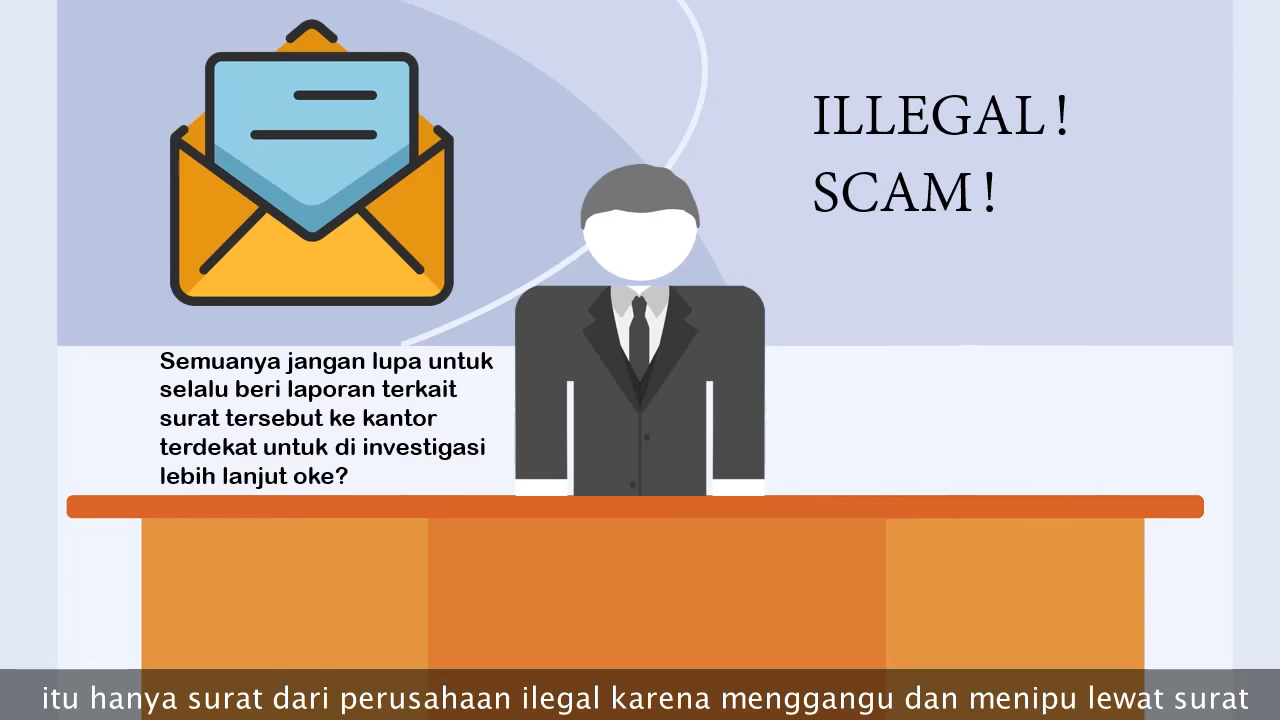 ILLEGAL!
SCAM!
Semuanya jangan lupa untuk
selalu beri laporan terkait
surat tersebut ke kantor
terdekat untuk di investigasi
lebih lanjut oke?
itu hanya surat dari perusahaan ilegal karena menggangu dan menipu lewat surat